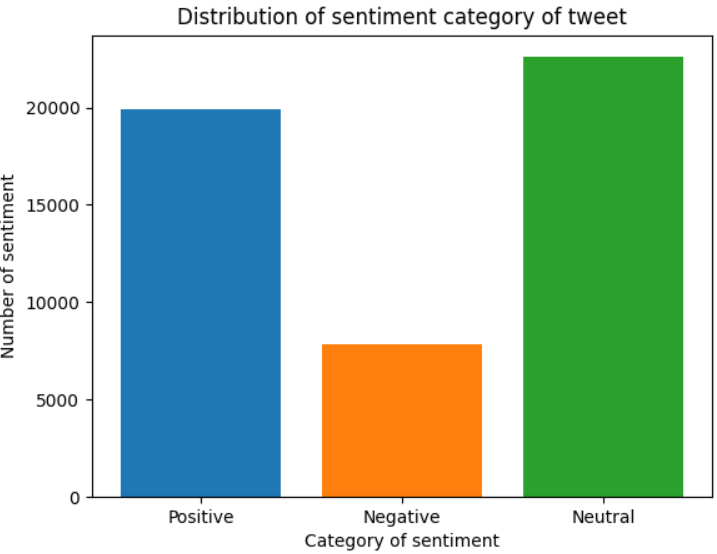 Distribution of sentiment category of tweet
Number of sentiment
20000
15000
10000
5000
0
Positive
Negative
Neutral
Category of sentiment